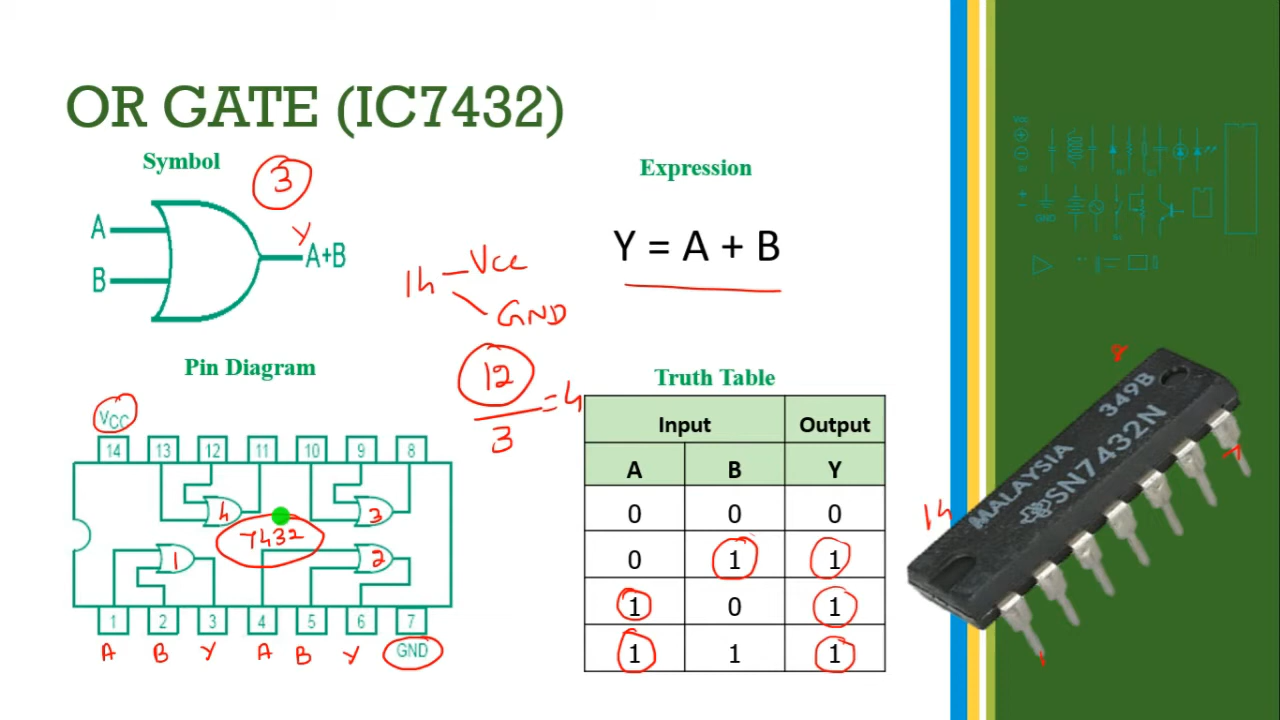 OR GATE (IC7432)
Symbol
3
A
B
Y
A+B
Expression
Y = A + B
14
Vcc
GND
12
3
=4
Pin Diagram
VCC
14 13 12 11 10 9 8
4
3
7432
1
2
1 2 3 4 5 6 7
A B Y A B Y GND
Truth Table
Input Output
A B Y
0 0 0
0 1 1
1 0 1
1 1 1
GND
8
349B
MALAYSIA
SN7432N
14
7
1